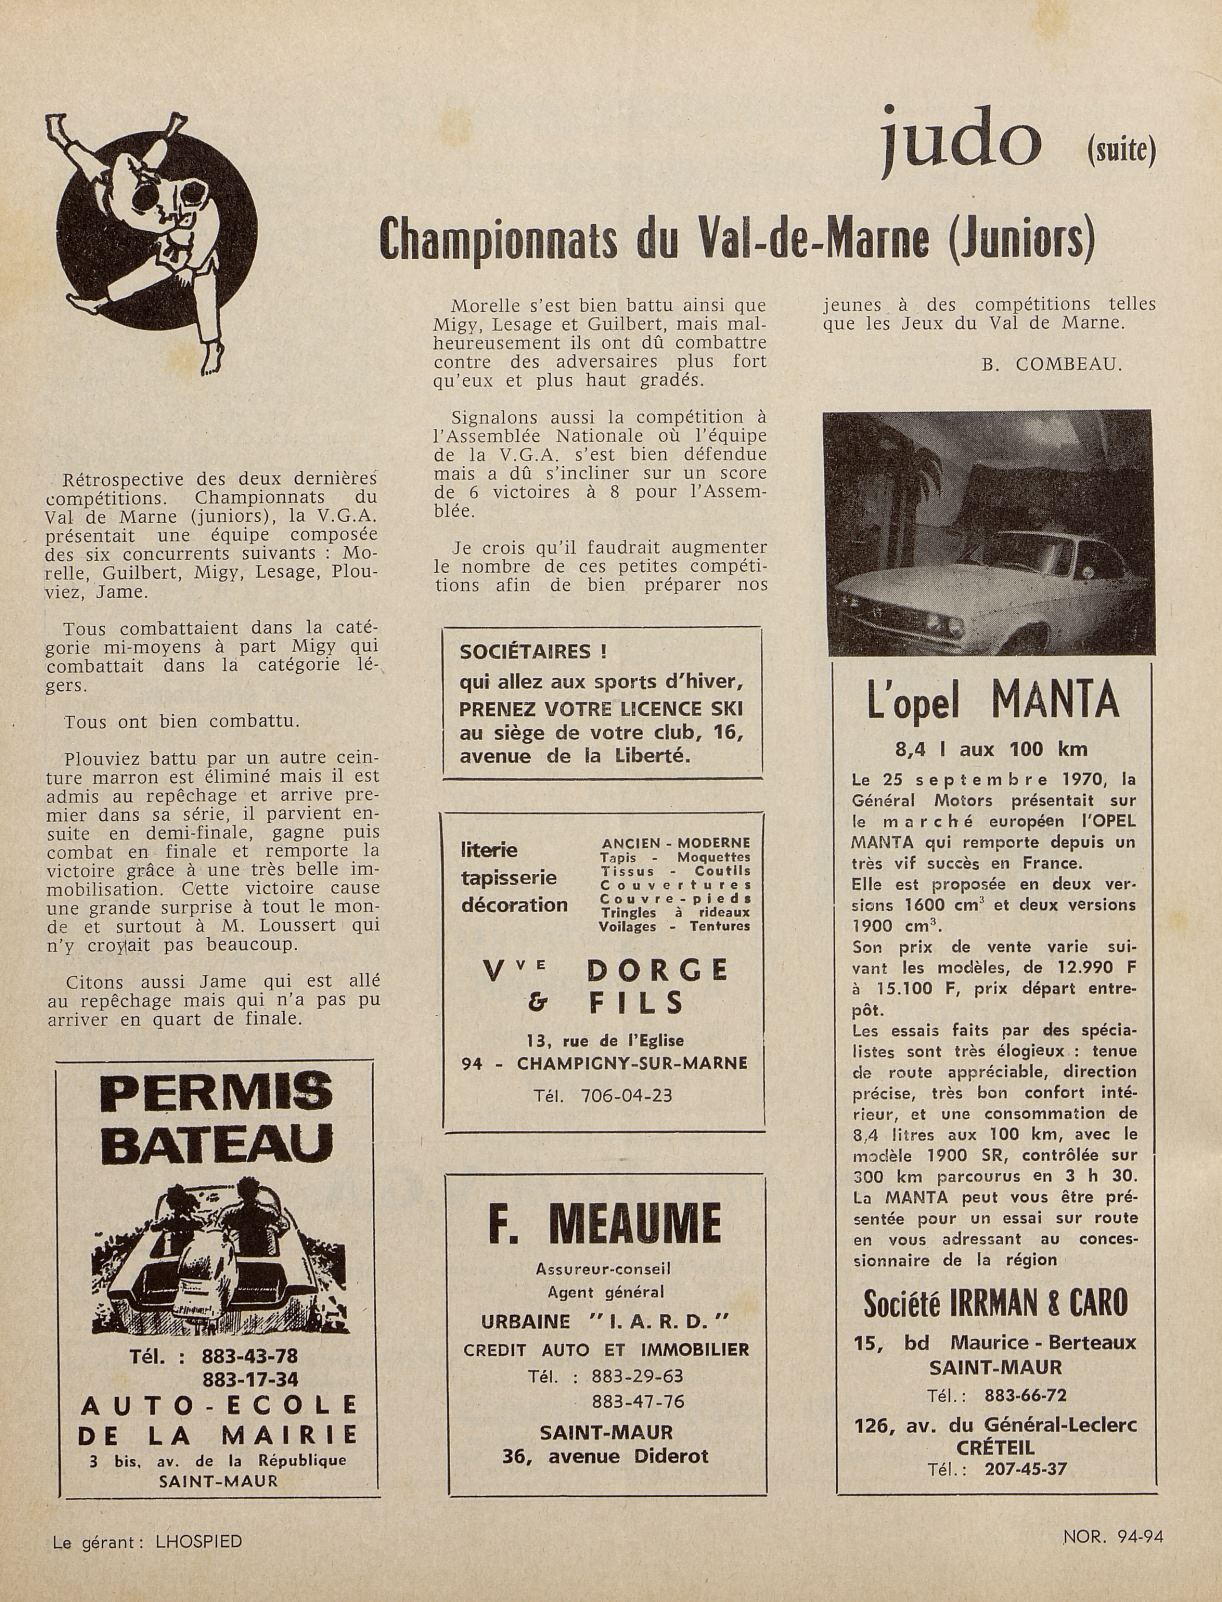 judo (suite)
Championnats du Val-de-Marne (Juniors)
Rétrospective des deux dernières
compétitions. Championnats du
Val de Marne (juniors), la V.G.A.
présentait une équipe composée
des six concurrents suivants : Mo-
relle, Guilbert, Migy, Lesage, Plou-
viez, Jame.
Tous combattaient dans la caté-
gorie mi-moyens à part Migy qui
combattait dans la catégorie lé-
gers.
Tous ont bien combattu.
Plouviez battu par un autre cein-
ture marron est éliminé mais il est
admis au repêchage et arrive pre-
mier dans sa série, il parvient en-
suite en demi-finale, gagne puis
combat en finale et remporte la
victoire grâce à une très belle im-
mobilisation. Cette victoire cause
une grande surprise à tout le mon-
de et surtout à M. Loussert qui
n'y croyait pas beaucoup.
Citons aussi Jame qui est allé
au repêchage mais qui n'a pas pu
arriver en quart de finale.
Morelle s'est bien battu ainsi que
Migy, Lesage et Guilbert, mais mal-
heureusement ils ont dû combattre
contre des adversaires plus fort
qu'eux et plus haut gradés.
Signalons aussi la compétition à
l'Assemblée Nationale où l'équipe
de la V.G.A. s'est bien défendue
mais a dû s'incliner sur un score
de 6 victoires à 8 pour l'Assem-
blée.
Je crois qu'il faudrait augmenter
le nombre de ces petites compéti-
tions afin de bien préparer nos
jeunes à des compétitions telles
que les Jeux du Val de Marne.
B. COMBEAU.
PERMIS
BATEAU
Tél. : 883-43-78
883-17-34
AUTO-ECOLE
DE LA MAIRIE
3 bis, av. de la République
SAINT-MAUR
SOCIÉTAIRES !
qui allez aux sports d'hiver,
PRENEZ VOTRE LICENCE SKI
au siège de votre club, 16,
avenue de la Liberté.
literie
tapisserie
décoration
ANCIEN - MODERNE
Tapis - Moquettes
Tissus - Coutils
Couvertures
Couvre-pieds
Tringles à rideaux
Voilages - Tentures
Vve DORGE
& FILS
13, rue de l'Eglise
94 - CHAMPIGNY-SUR-MARNE
Tél. 706-04-23
F. MEAUME
Assureur-conseil
Agent général
URBAINE "I. A. R. D."
CREDIT AUTO ET IMMOBILIER
Tél. : 883-29-63
883-47-76
SAINT-MAUR
36, avenue Diderot
L'opel MANTA
8,4 l aux 100 km
Le 25 septembre 1970, la
Général Motors présentait sur
le marché européen l'OPEL
MANTA qui remporte depuis un
très vif succès en France.
Elle est proposée en deux ver-
sions 1600 cm³ et deux versions
1900 cm³.
Son prix de vente varie sui-
vant les modèles, de 12.990 F
à 15.100 F, prix départ entre-
pôt.
Les essais faits par des spécia-
listes sont très élogieux : tenue
de route appréciable, direction
précise, très bon confort inté-
rieur, et une consommation de
8,4 litres aux 100 km, avec le
modèle 1900 SR, contrôlée sur
300 km parcourus en 3 h 30.
La MANTA peut vous être pré-
sentée pour un essai sur route
en vous adressant au conces-
sionnaire de la région
Société IRRMAN & CARO
15, bd Maurice-Berteaux
SAINT-MAUR
Tél. : 883-66-72
126, av. du Général-Leclerc
CRÉTEIL
Tél. : 207-45-37
Le gérant : LHOSPIED
NOR. 94-94